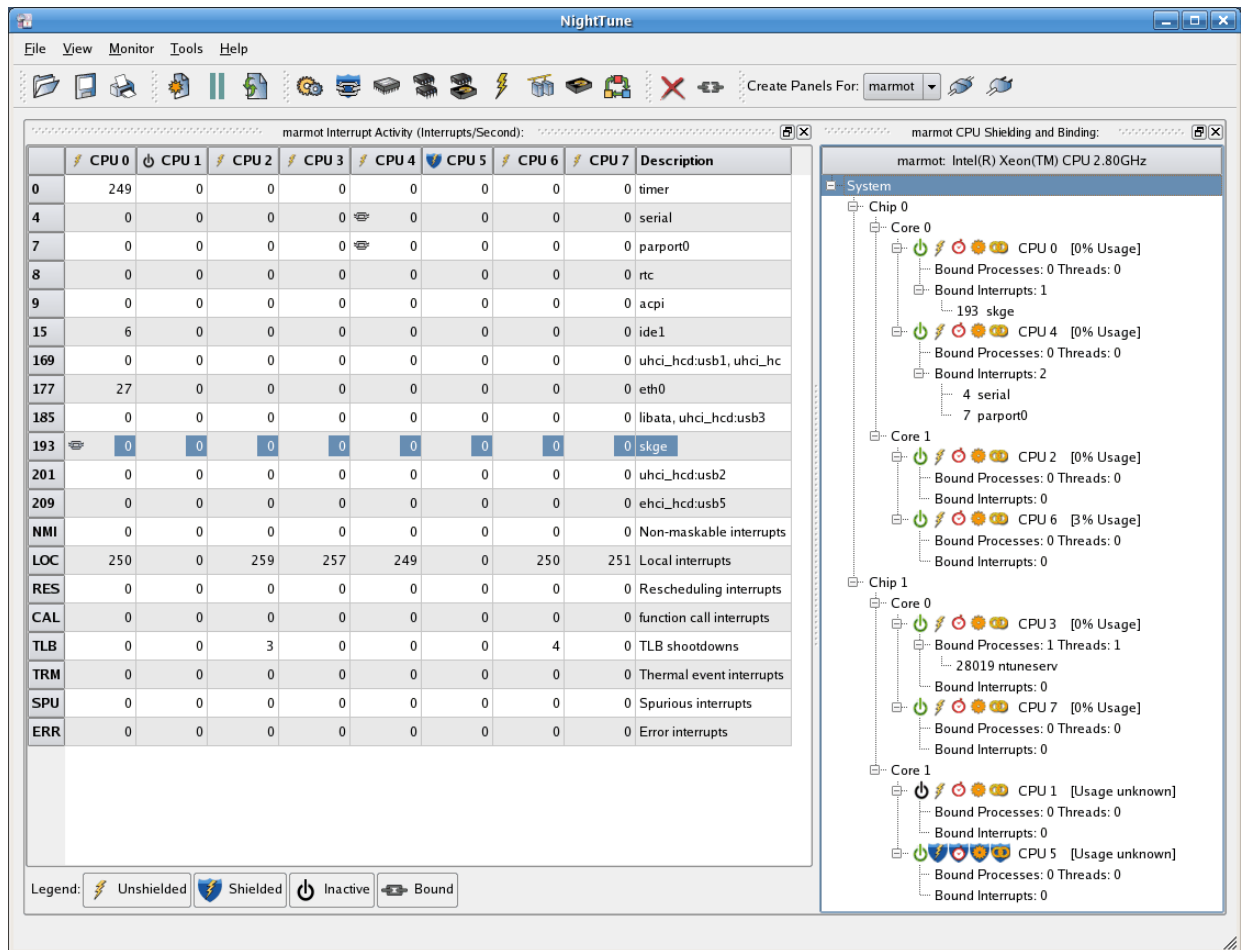 NightTune
File View Monitor Tools Help
Create Panels For: marmot
marmot Interrupt Activity (Interrupts/Second):
CPU 0 CPU 1 CPU 2 CPU 3 CPU 4 CPU 5 CPU 6 CPU 7 Description
0 249 0 0 0 0 0 0 0 timer
4 0 0 0 0 0 0 0 0 serial
7 0 0 0 0 0 0 0 0 parport0
8 0 0 0 0 0 0 0 0 rtc
9 0 0 0 0 0 0 0 0 acpi
15 6 0 0 0 0 0 0 0 ide1
169 0 0 0 0 0 0 0 0 uhci_hcd:usb1, uhci_hc
177 27 0 0 0 0 0 0 0 eth0
185 0 0 0 0 0 0 0 0 libata, uhci_hcd:usb3
193 0 0 0 0 0 0 0 0 skge
201 0 0 0 0 0 0 0 0 uhci_hcd:usb2
209 0 0 0 0 0 0 0 0 ehci_hcd:usb5
NMI 0 0 0 0 0 0 0 0 Non-maskable interrupts
LOC 250 0 259 257 249 0 250 251 Local interrupts
RES 0 0 0 0 0 0 0 0 Rescheduling interrupts
CAL 0 0 0 0 0 0 0 0 function call interrupts
TLB 0 0 3 0 0 0 4 0 TLB shootdowns
TRM 0 0 0 0 0 0 0 0 Thermal event interrupts
SPU 0 0 0 0 0 0 0 0 Spurious interrupts
ERR 0 0 0 0 0 0 0 0 Error interrupts
Legend: Unshielded Shielded Inactive Bound
marmot CPU Shielding and Binding:
marmot: Intel(R) Xeon(TM) CPU 2.80GHz
System
Chip 0
Core 0
CPU 0 [0% Usage]
Bound Processes: 0 Threads: 0
Bound Interrupts: 1
193 skge
CPU 4 [0% Usage]
Bound Processes: 0 Threads: 0
Bound Interrupts: 2
4 serial
7 parport0
Core 1
CPU 2 [0% Usage]
Bound Processes: 0 Threads: 0
Bound Interrupts: 0
CPU 6 [3% Usage]
Bound Processes: 0 Threads: 0
Bound Interrupts: 0
Chip 1
Core 0
CPU 3 [0% Usage]
Bound Processes: 1 Threads: 1
28019 ntuneserv
Bound Interrupts: 0
CPU 7 [0% Usage]
Bound Processes: 0 Threads: 0
Bound Interrupts: 0
Core 1
CPU 1 [Usage unknown]
Bound Processes: 0 Threads: 0
Bound Interrupts: 0
CPU 5 [Usage unknown]
Bound Processes: 0 Threads: 0
Bound Interrupts: 0